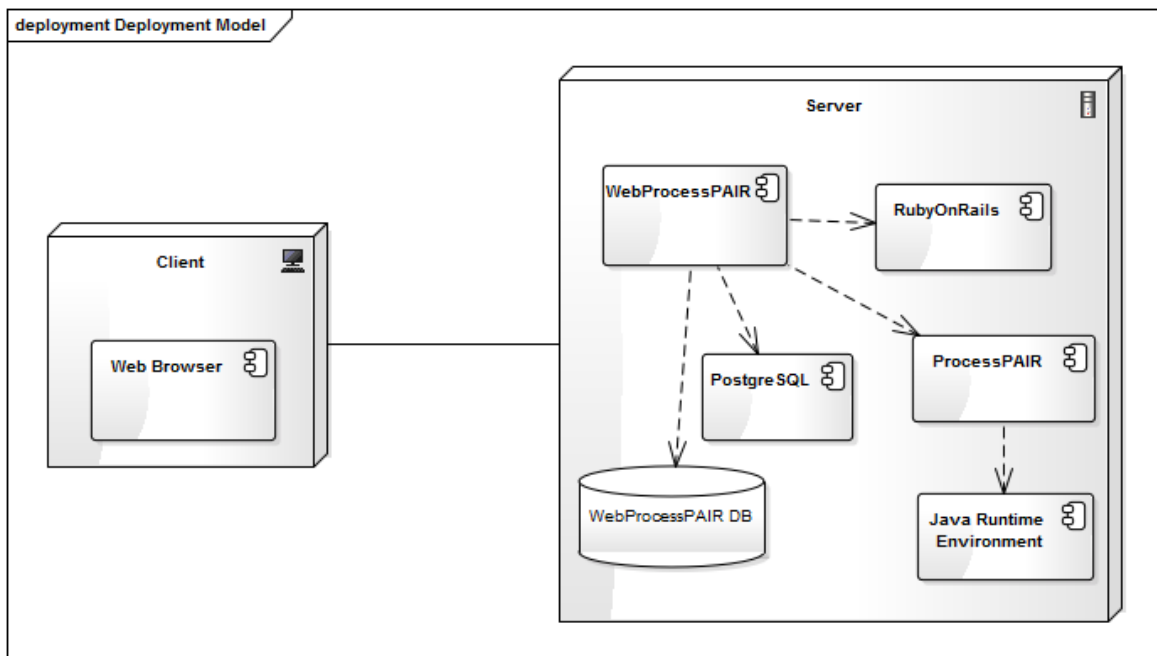 deployment Deployment Model
Server
WebProcessPAIR
RubyOnRails
Client
Web Browser
PostgreSQL
ProcessPAIR
WebProcessPAIR DB
Java Runtime
Environment